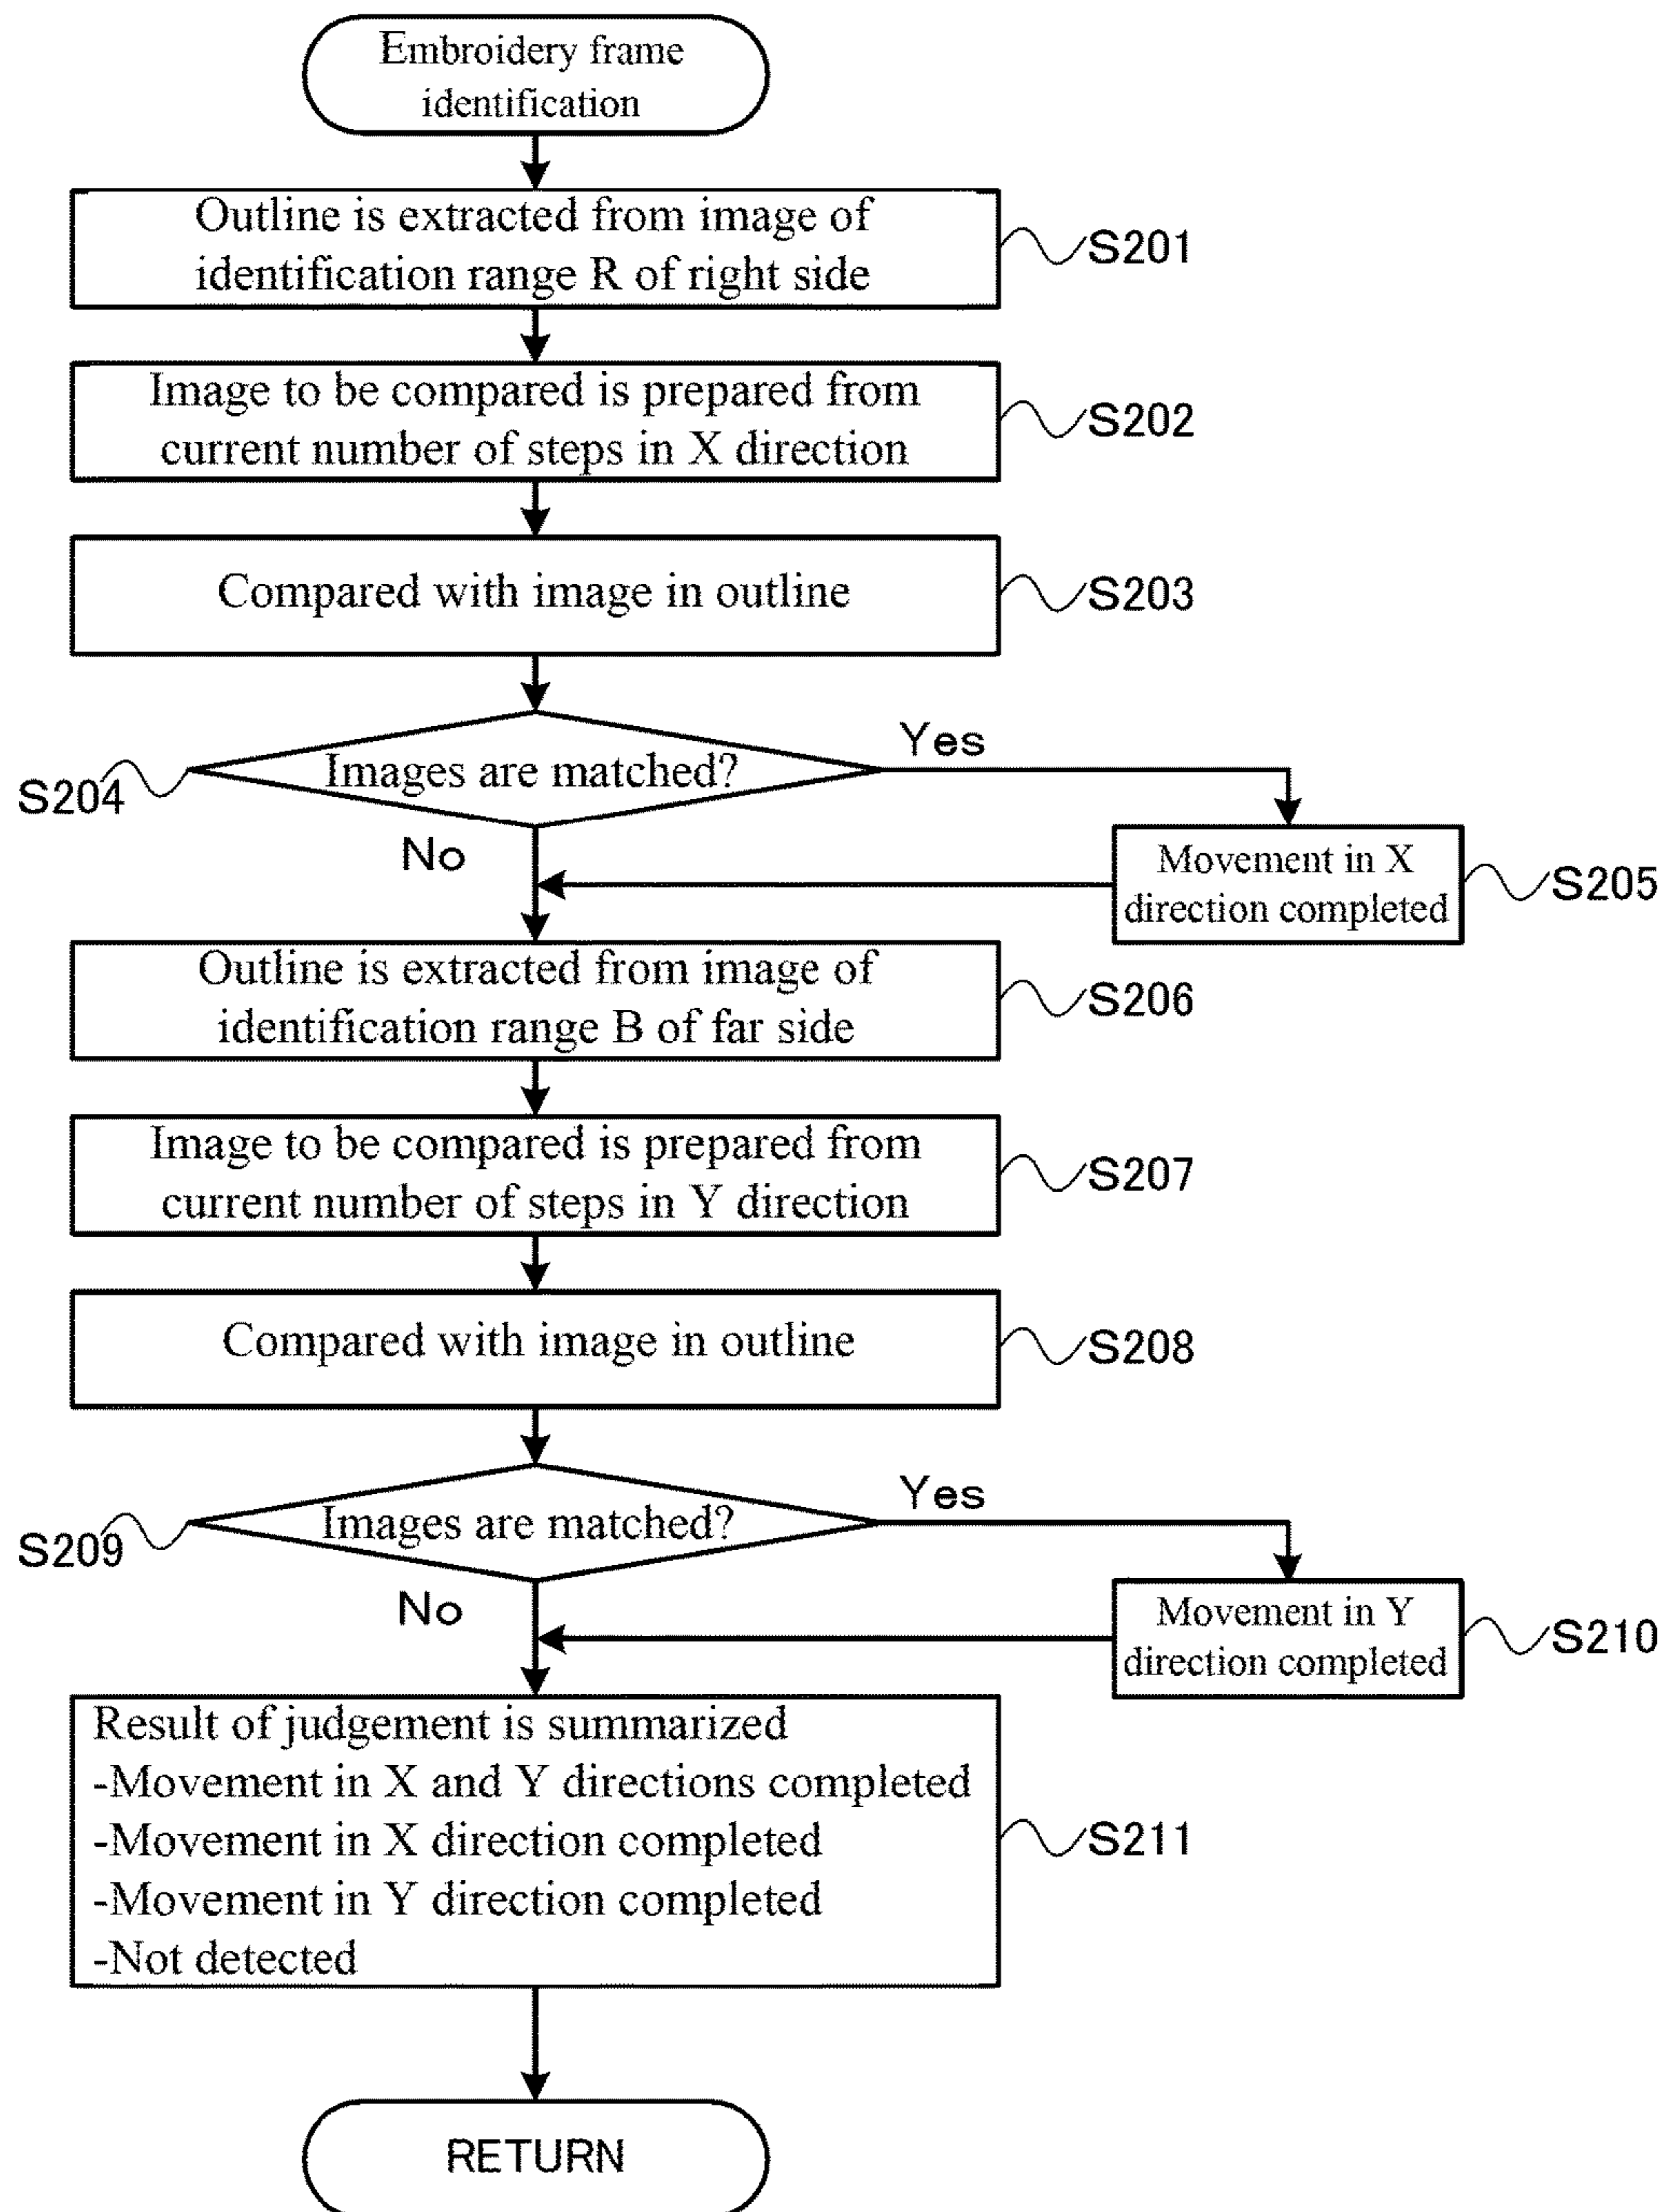 Embroidery frame
identification
Outline is extracted from image of
identification range R of right side
S201
Image to be compared is prepared from
current number of steps in X direction
S202
Compared with image in outline
S203
Images are matched?
S204
Yes
No
Movement in X
direction completed
S205
Outline is extracted from image of
identification range B of far side
S206
Image to be compared is prepared from
current number of steps in Y direction
S207
Compared with image in outline
S208
Images are matched?
S209
Yes
No
Movement in Y
direction completed
S210
Result of judgement is summarized
-Movement in X and Y directions completed
-Movement in X direction completed
-Movement in Y direction completed
-Not detected
S211
RETURN